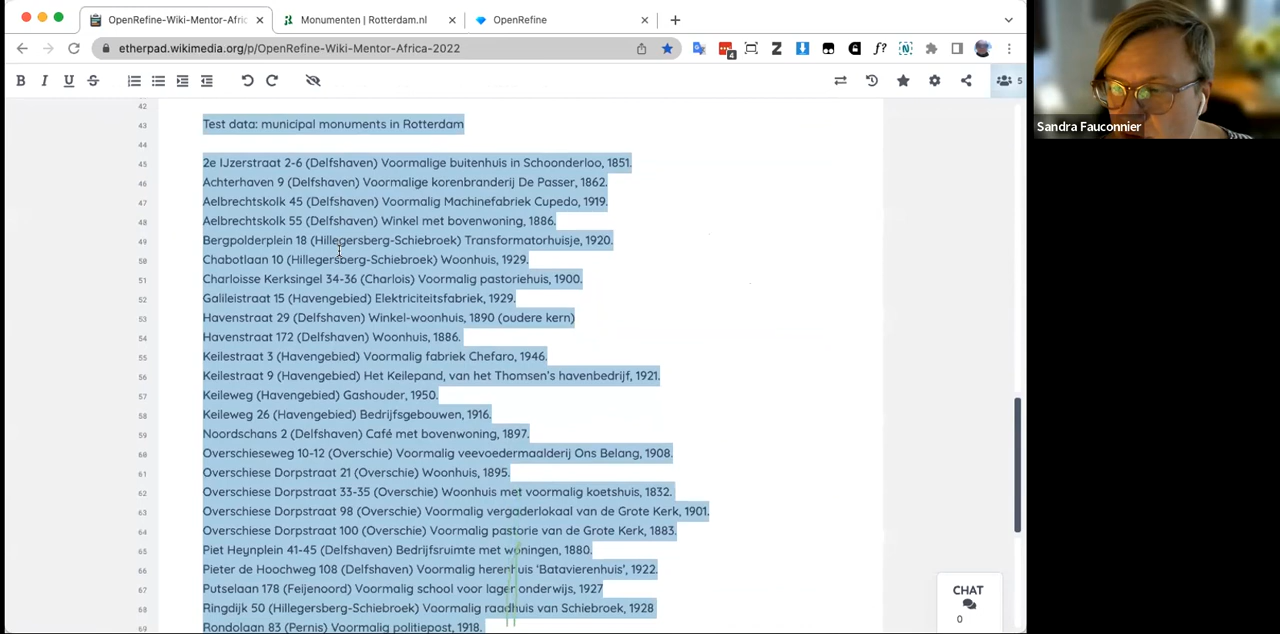 OpenRefine-Wiki-Mentor-Afric
Monumenten | Rotterdam.nl
OpenRefine
etherpad.wikimedia.org/p/OpenRefine-Wiki-Mentor-Africa-2022
4
5
Sandra Fauconnier
42
43 Test data: municipal monuments in Rotterdam
44
45 2e IJzerstraat 2-6 (Delfshaven) Voormalige buitenhuis in Schoonderloo, 1851.
46 Achterhaven 9 (Delfshaven) Voormalige korenbranderij De Passer, 1862.
47 Aelbrechtskolk 45 (Delfshaven) Voormalig Machinefabriek Cupedo, 1919.
48 Aelbrechtskolk 55 (Delfshaven) Winkel met bovenwoning, 1886.
49 Bergpolderplein 18 (Hillegersberg-Schiebroek) Transformatorhuisje, 1920.
50 Chabotlaan 10 (Hillegersberg-Schiebroek) Woonhuis, 1929.
51 Charloisse Kerksingel 34-36 (Charlois) Voormalig pastoriehuis, 1900.
52 Galileistraat 15 (Havengebied) Elektriciteitsfabriek, 1929.
53 Havenstraat 29 (Delfshaven) Winkel-woonhuis, 1890 (oudere kern)
54 Havenstraat 172 (Delfshaven) Woonhuis, 1886.
55 Keilestraat 3 (Havengebied) Voormalig fabriek Chefaro, 1946.
56 Keilestraat 9 (Havengebied) Het Keilepand, van het Thomsen's havenbedrijf, 1921.
57 Keileweg (Havengebied) Gashouder, 1950.
58 Keileweg 26 (Havengebied) Bedrijfsgebouwen, 1916.
59 Noordschans 2 (Delfshaven) Café met bovenwoning, 1897.
60 Overschieseweg 10-12 (Overschie) Voormalig veevoedermaalderij Ons Belang, 1908.
61 Overschiese Dorpstraat 21 (Overschie) Woonhuis, 1895.
62 Overschiese Dorpstraat 33-35 (Overschie) Woonhuis met voormalig koetshuis, 1832.
63 Overschiese Dorpstraat 98 (Overschie) Voormalig vergaderlokaal van de Grote Kerk, 1901.
64 Overschiese Dorpstraat 100 (Overschie) Voormalig pastorie van de Grote Kerk, 1883.
65 Piet Heynplein 41-45 (Delfshaven) Bedrijfsruimte met woningen, 1880.
66 Pieter de Hoochweg 108 (Delfshaven) Voormalig herenhuis 'Batavierenhuis', 1922.
67 Putselaan 178 (Feijenoord) Voormalig school voor lager onderwijs, 1927
68 Ringdijk 50 (Hillegersberg-Schiebroek) Voormalig raadhuis van Schiebroek, 1928
69 Rondolaan 83 (Pernis) Voormalig politiepost, 1918.
CHAT
0